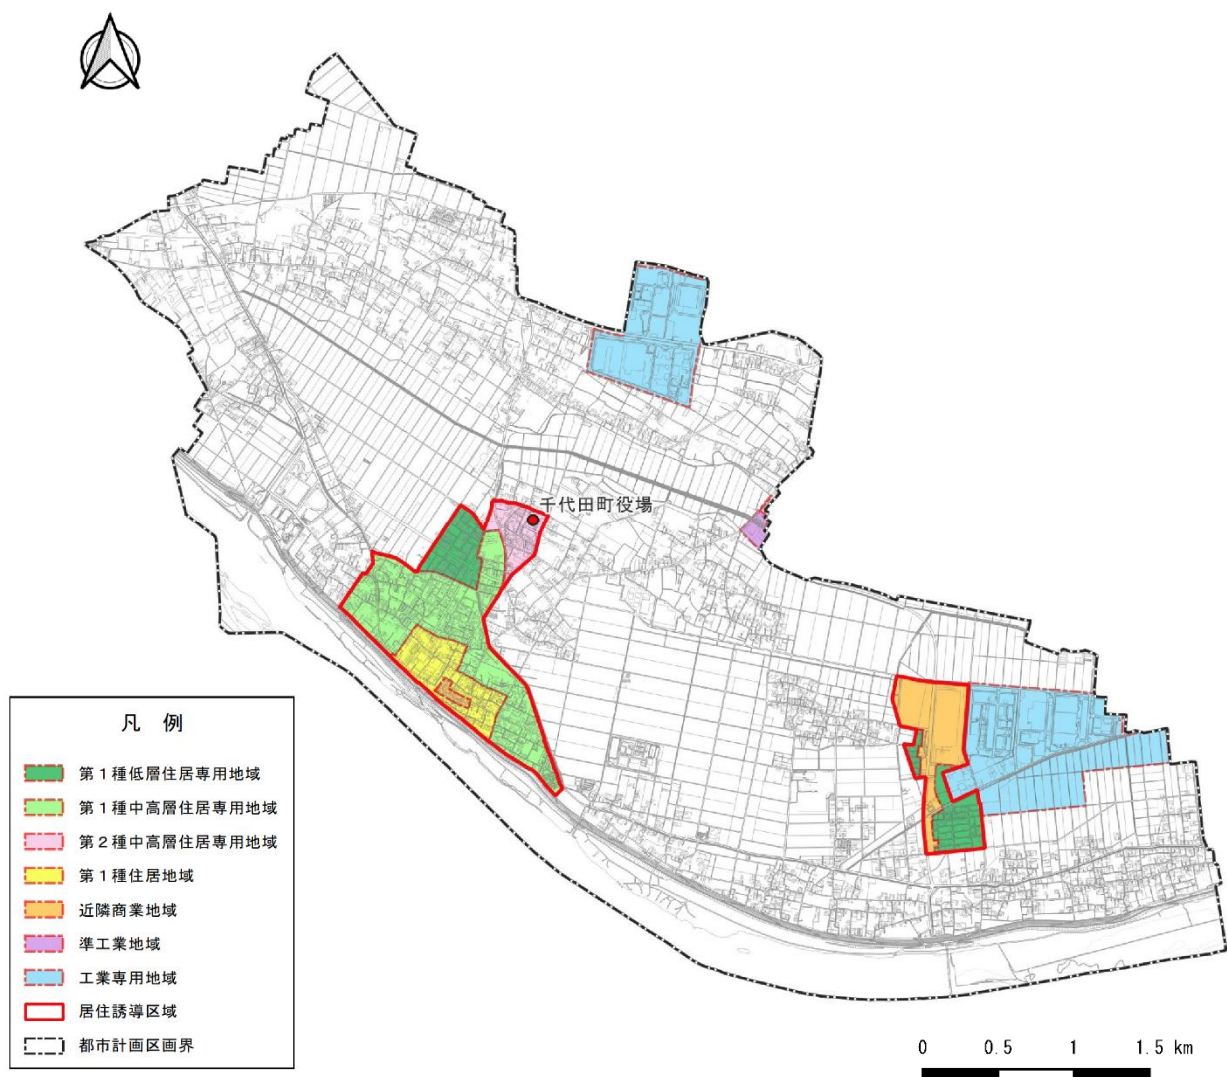 千代田町役場
凡 例
第1種低層住居専用地域
第1種中高層住居専用地域
第2種中高層住居専用地域
第1種住居地域
近隣商業地域
準工業地域
工業専用地域
居住誘導区域
都市計画区画界
0 0.5 1 1.5 km